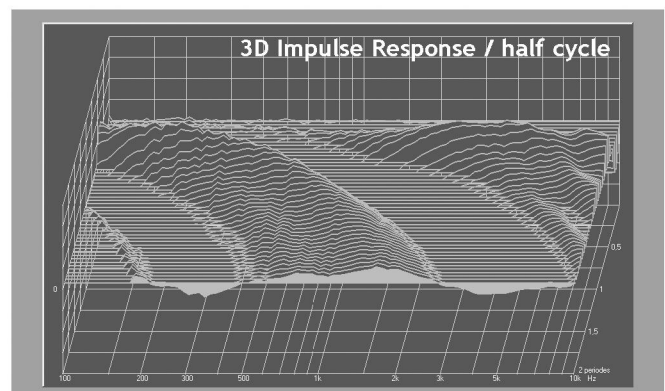 3D Impulse Response / half cycle
0.5
0
1
1.5
2 periodes
100 200 300 500 1k 2k 3k 5k 10k Hz